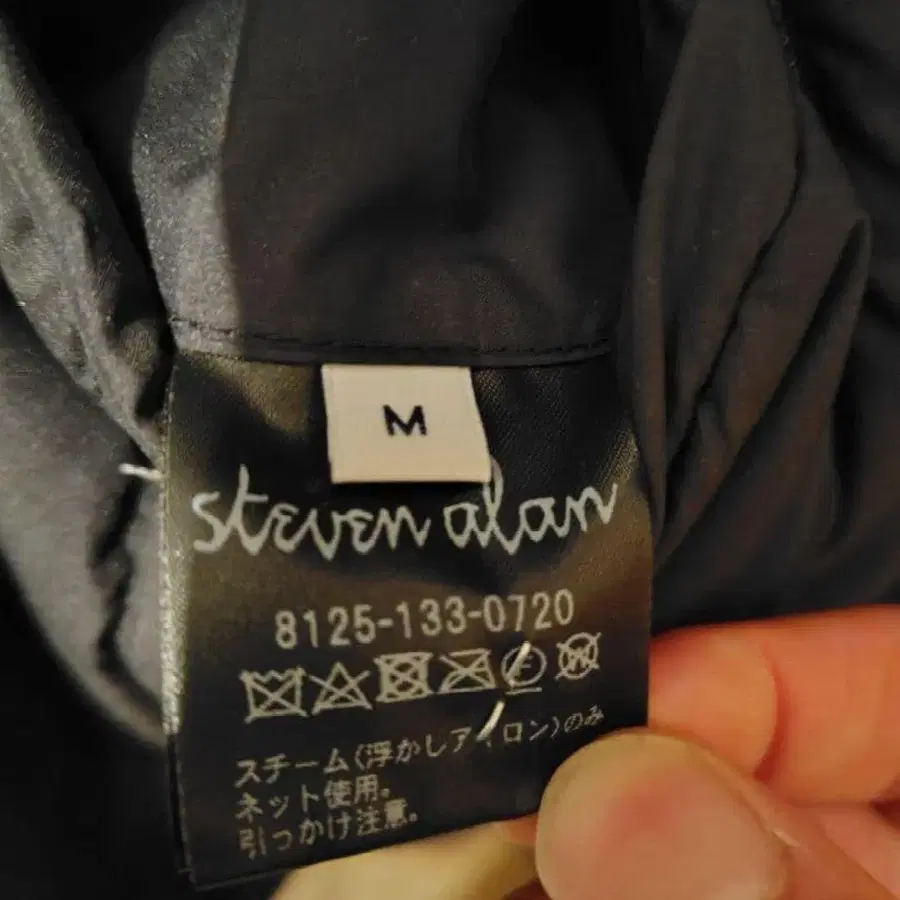 M
steven alan
8125-133-0720
F W
スチーム(浮かしアイロン)のみ
ネット使用。
引っかけ注意。